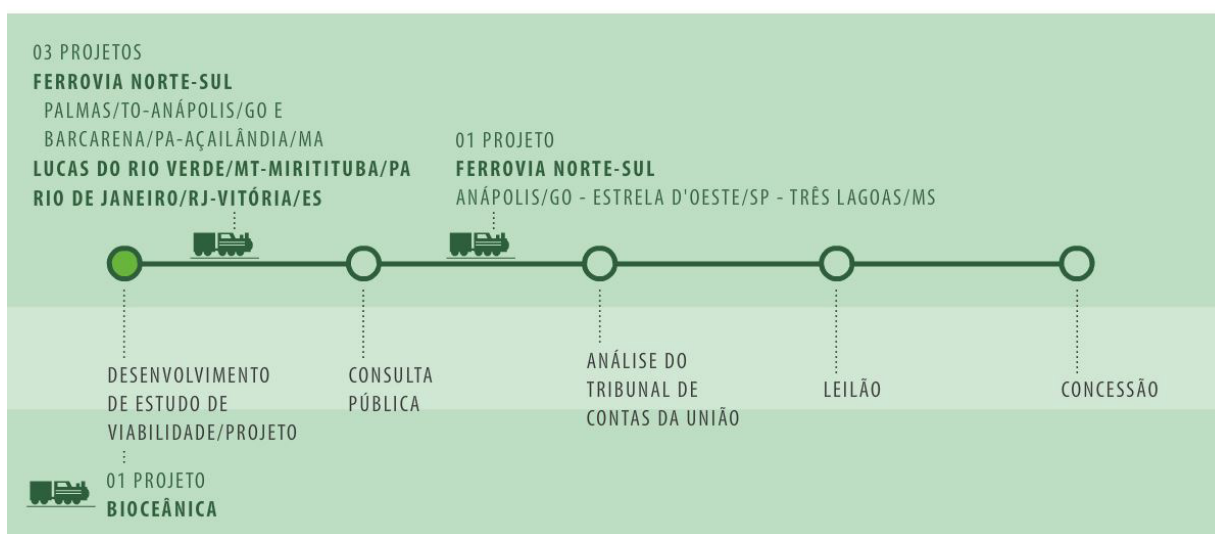 03 PROJETOS
FERROVIA NORTE-SUL
PALMAS/TO-ANÁPOLIS/GO E
BARCARENA/PA-AÇAILÂNDIA/MA
LUCAS DO RIO VERDE/MT-MIRITITUBA/PA
RIO DE JANEIRO/RJ-VITÓRIA/ES
01 PROJETO
FERROVIA NORTE-SUL
ANÁPOLIS/GO - ESTRELA D'OESTE/SP - TRÊS LAGOAS/MS
DESENVOLVIMENTO
DE ESTUDO DE
VIABILIDADE/PROJETO
CONSULTA
PÚBLICA
ANÁLISE DO
TRIBUNAL DE
CONTAS DA UNIÃO
LEILÃO
CONCESSÃO
01 PROJETO
BIOCEÂNICA